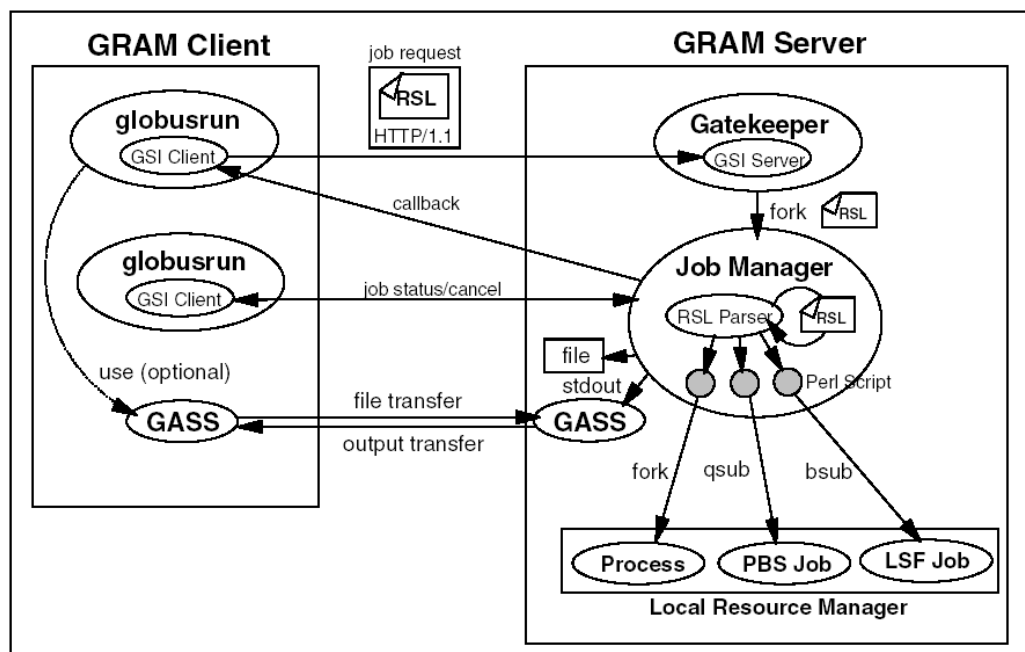 GRAM Client
GRAM Server
job request
RSL
HTTP/1.1
globusrun
GSI Client
Gatekeeper
GSI Server
callback
fork
RSL
globusrun
GSI Client
job status/cancel
Job Manager
RSL Parser
RSL
file
stdout
Perl Script
use (optional)
GASS
file transfer
output transfer
GASS
fork
qsub
bsub
Process
PBS Job
LSF Job
Local Resource Manager